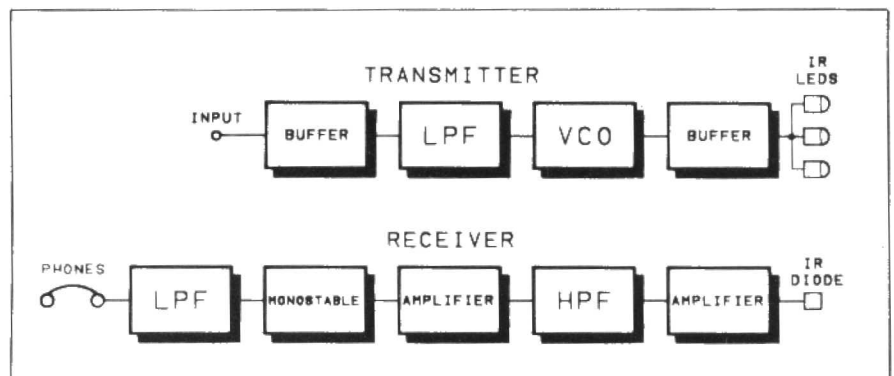 TRANSMITTER
IR
LEDS
INPUT
BUFFER
LPF
VCO
BUFFER
RECEIVER
PHONES
IR
DIODE
LPF
MONOSTABLE
AMPLIFIER
HPF
AMPLIFIER